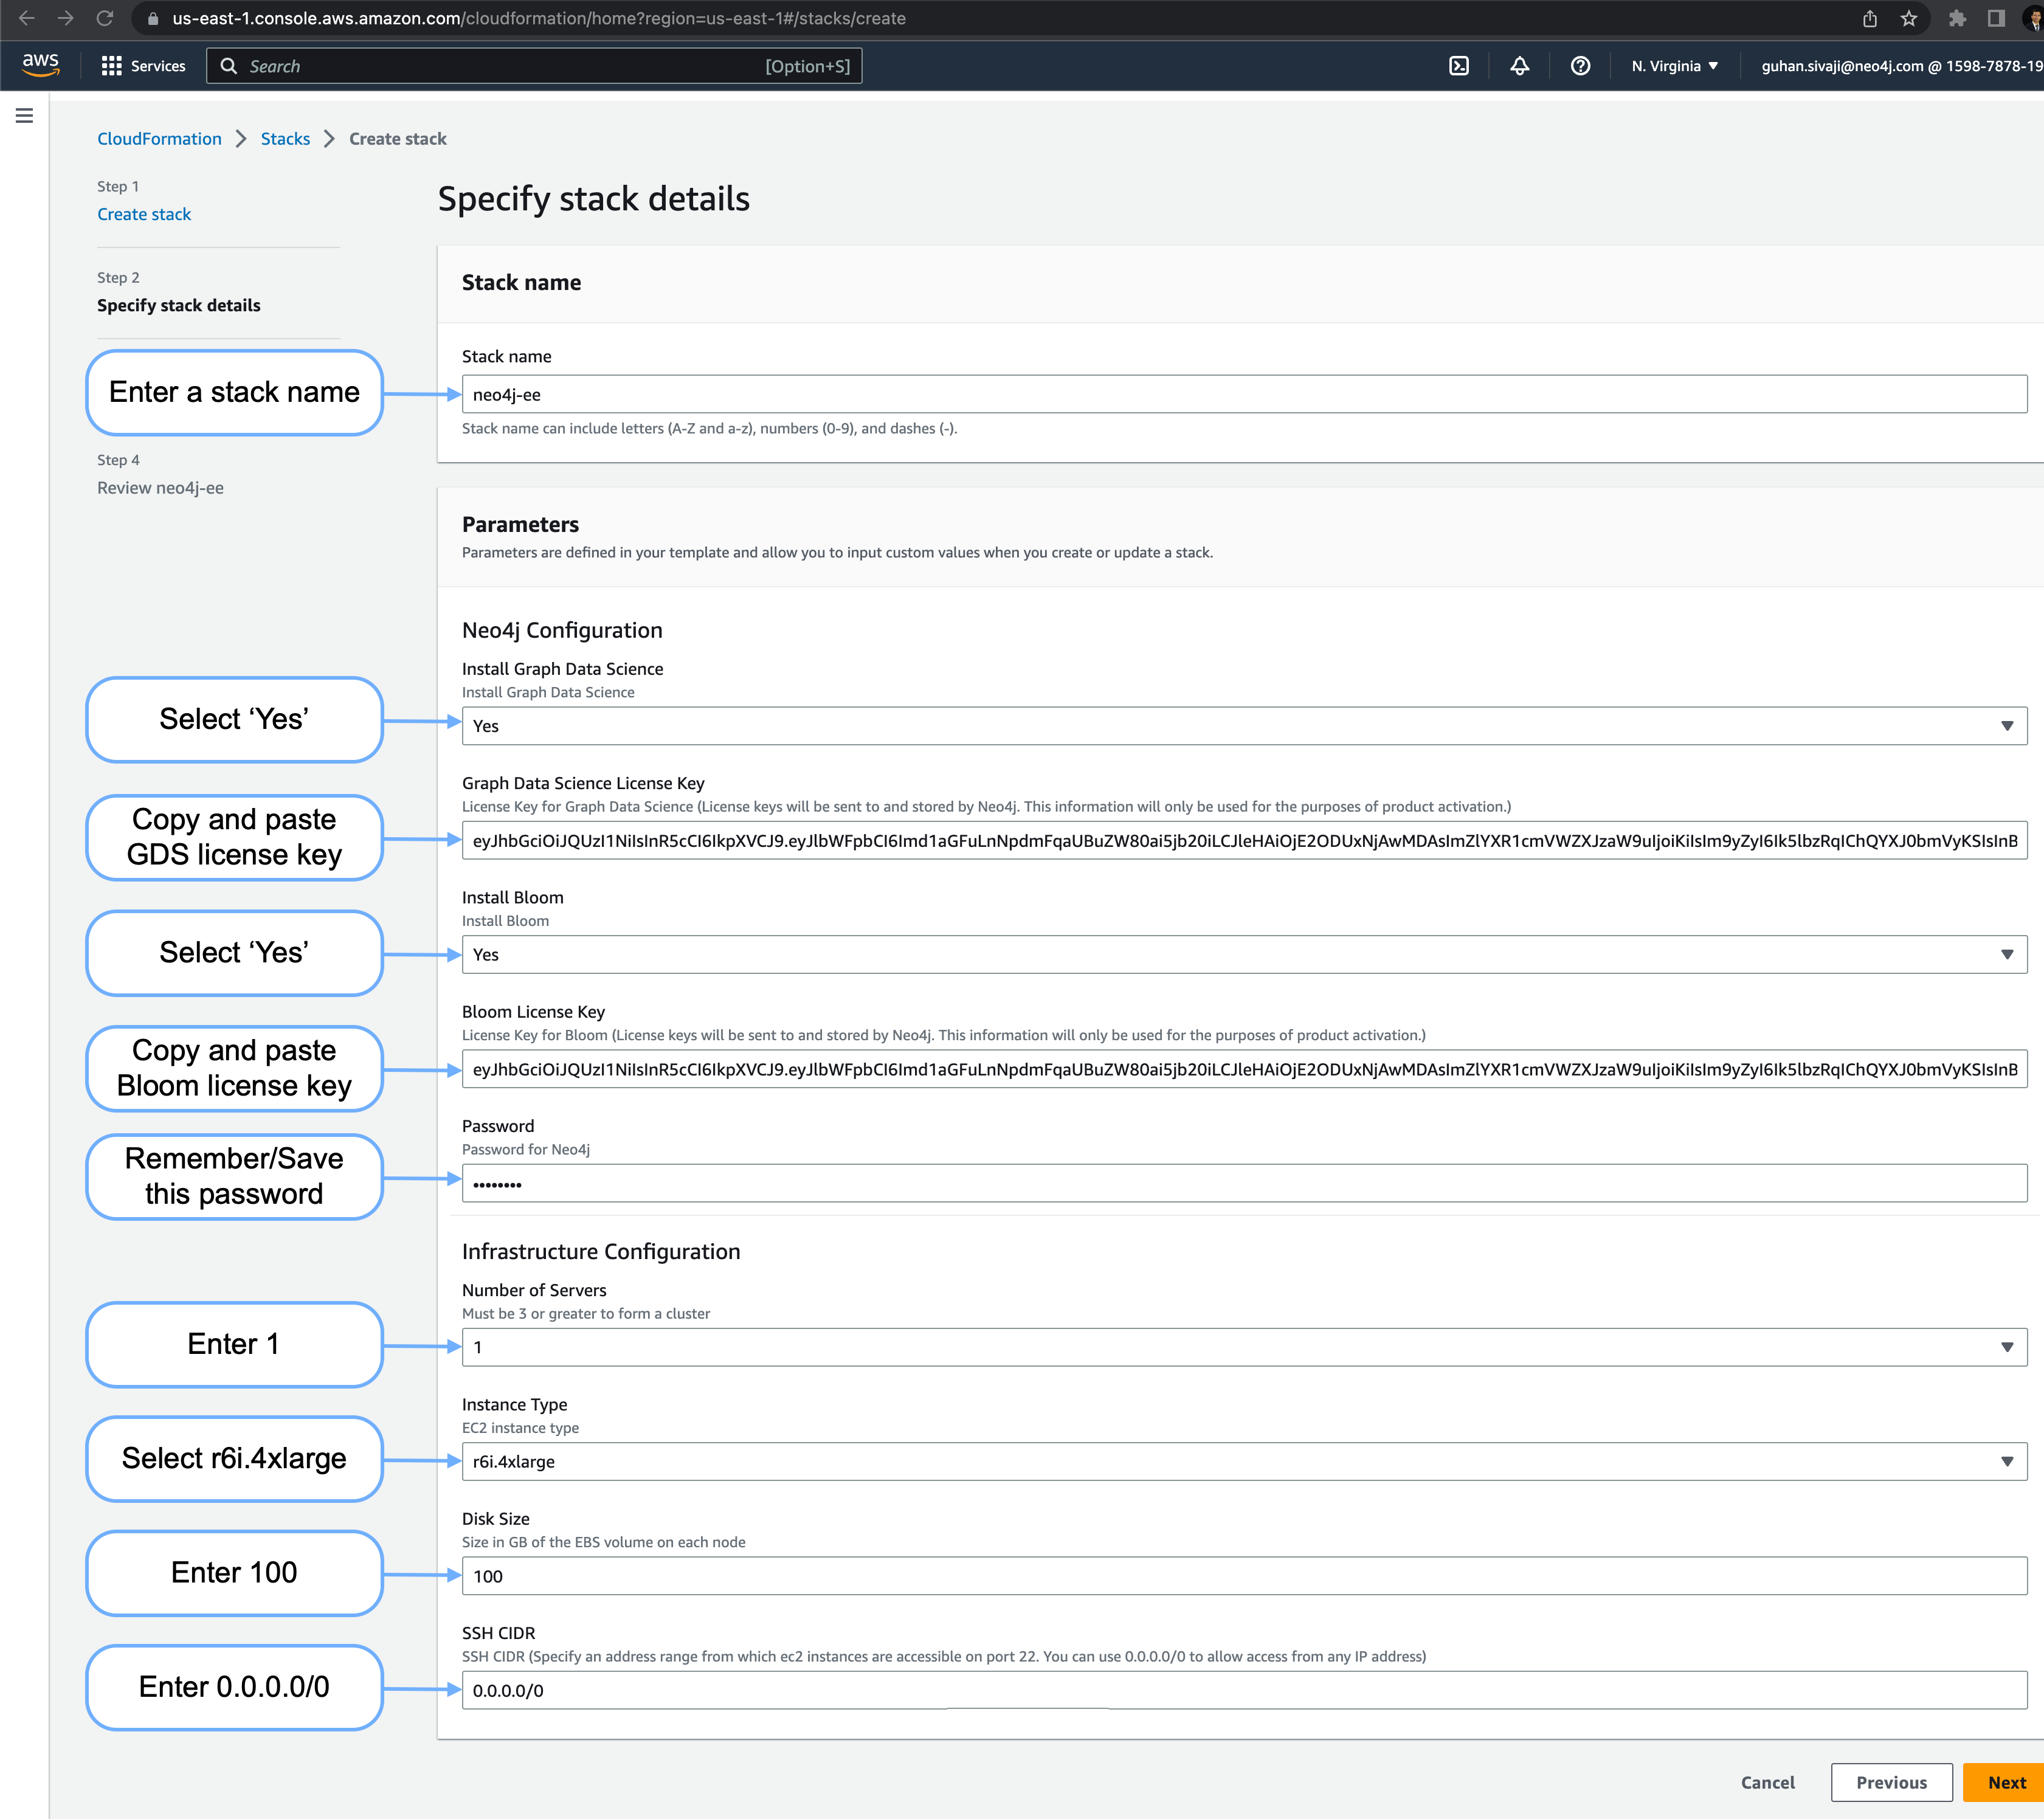 us-east-1.console.aws.amazon.com/cloudformation/home?region=us-east-1#/stacks/create
aws
Services
Search
[Option+S]
N. Virginia
guhan.sivaji@neo4j.com @ 1598-7878-19
CloudFormation
Stacks
Create stack
Step 1
Create stack
Step 2
Specify stack details
Enter a stack name
Step 4
Review neo4j-ee
Specify stack details
Stack name
Stack name
neo4j-ee
Stack name can include letters (A-Z and a-z), numbers (0-9), and dashes (-).
Parameters
Parameters are defined in your template and allow you to input custom values when you create or update a stack.
Neo4j Configuration
Install Graph Data Science
Install Graph Data Science
Select ‘Yes’
Yes
Graph Data Science License Key
License Key for Graph Data Science (License keys will be sent to and stored by Neo4j. This information will only be used for the purposes of product activation.)
Copy and paste
GDS license key
Install Bloom
Install Bloom
Select ‘Yes’
Yes
Bloom License Key
License Key for Bloom (License keys will be sent to and stored by Neo4j. This information will only be used for the purposes of product activation.)
Copy and paste
Bloom license key
Password
Password for Neo4j
Remember/Save
this password
••••••••
Infrastructure Configuration
Number of Servers
Must be 3 or greater to form a cluster
Enter 1
1
Instance Type
EC2 instance type
Select r6i.4xlarge
r6i.4xlarge
Disk Size
Size in GB of the EBS volume on each node
Enter 100
100
SSH CIDR
SSH CIDR (Specify an address range from which ec2 instances are accessible on port 22. You can use 0.0.0.0/0 to allow access from any IP address)
Enter 0.0.0.0/0
0.0.0.0/0
Cancel
Previous
Next